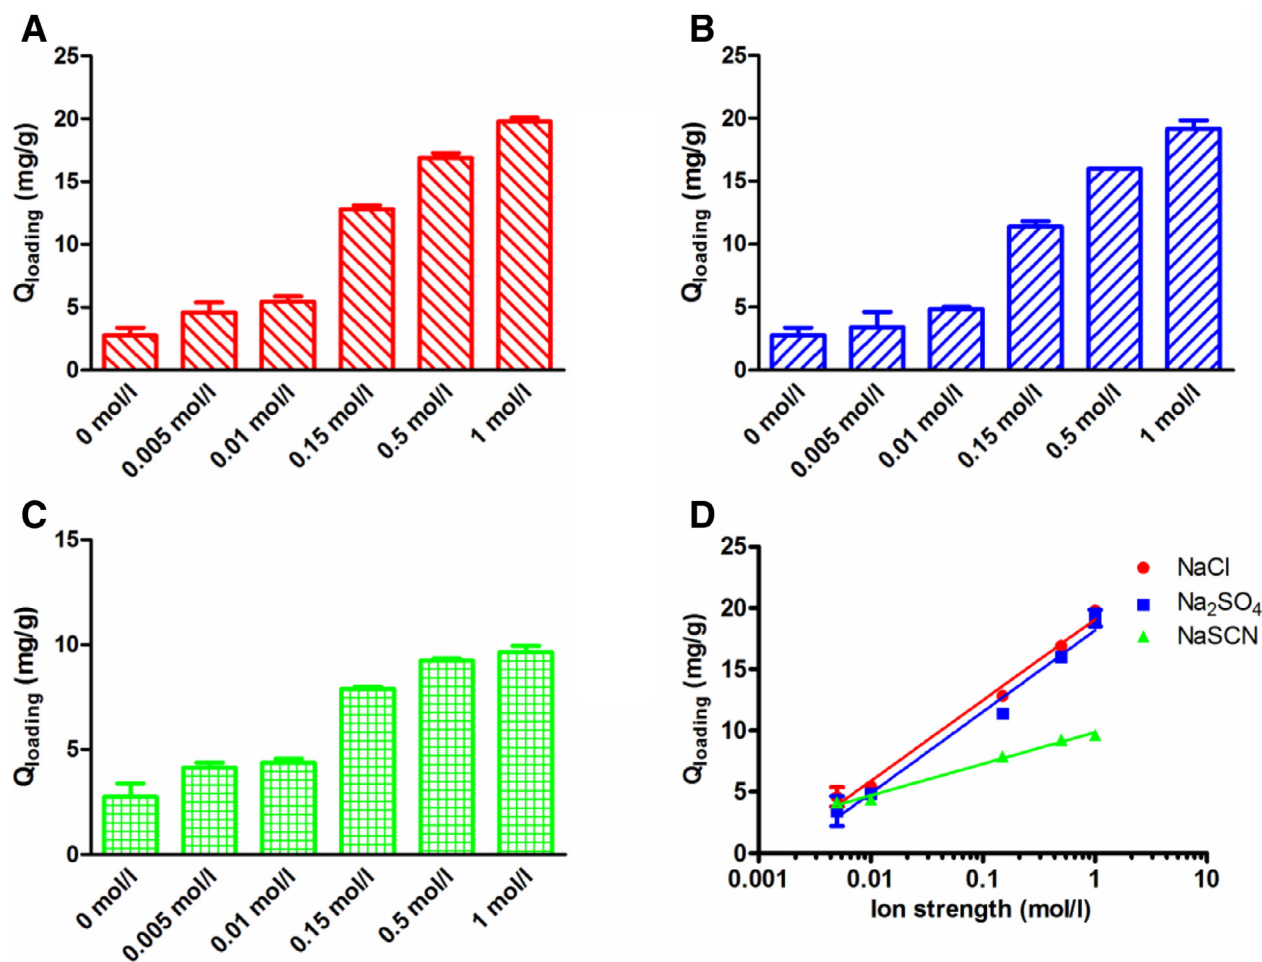 A
25
20
15
10
5
0
Qloading (mg/g)
0 mol/l
0.005 mol/l
0.01 mol/l
0.15 mol/l
0.5 mol/l
1 mol/l
B
25
20
15
10
5
0
Qloading (mg/g)
0 mol/l
0.005 mol/l
0.01 mol/l
0.15 mol/l
0.5 mol/l
1 mol/l
C
15
10
5
0
Qloading (mg/g)
0 mol/l
0.005 mol/l
0.01 mol/l
0.15 mol/l
0.5 mol/l
1 mol/l
D
25
20
15
10
5
0
Qloading (mg/g)
NaCl
Na₂SO₄
NaSCN
0.001 0.01 0.1 1 10
Ion strength (mol/l)